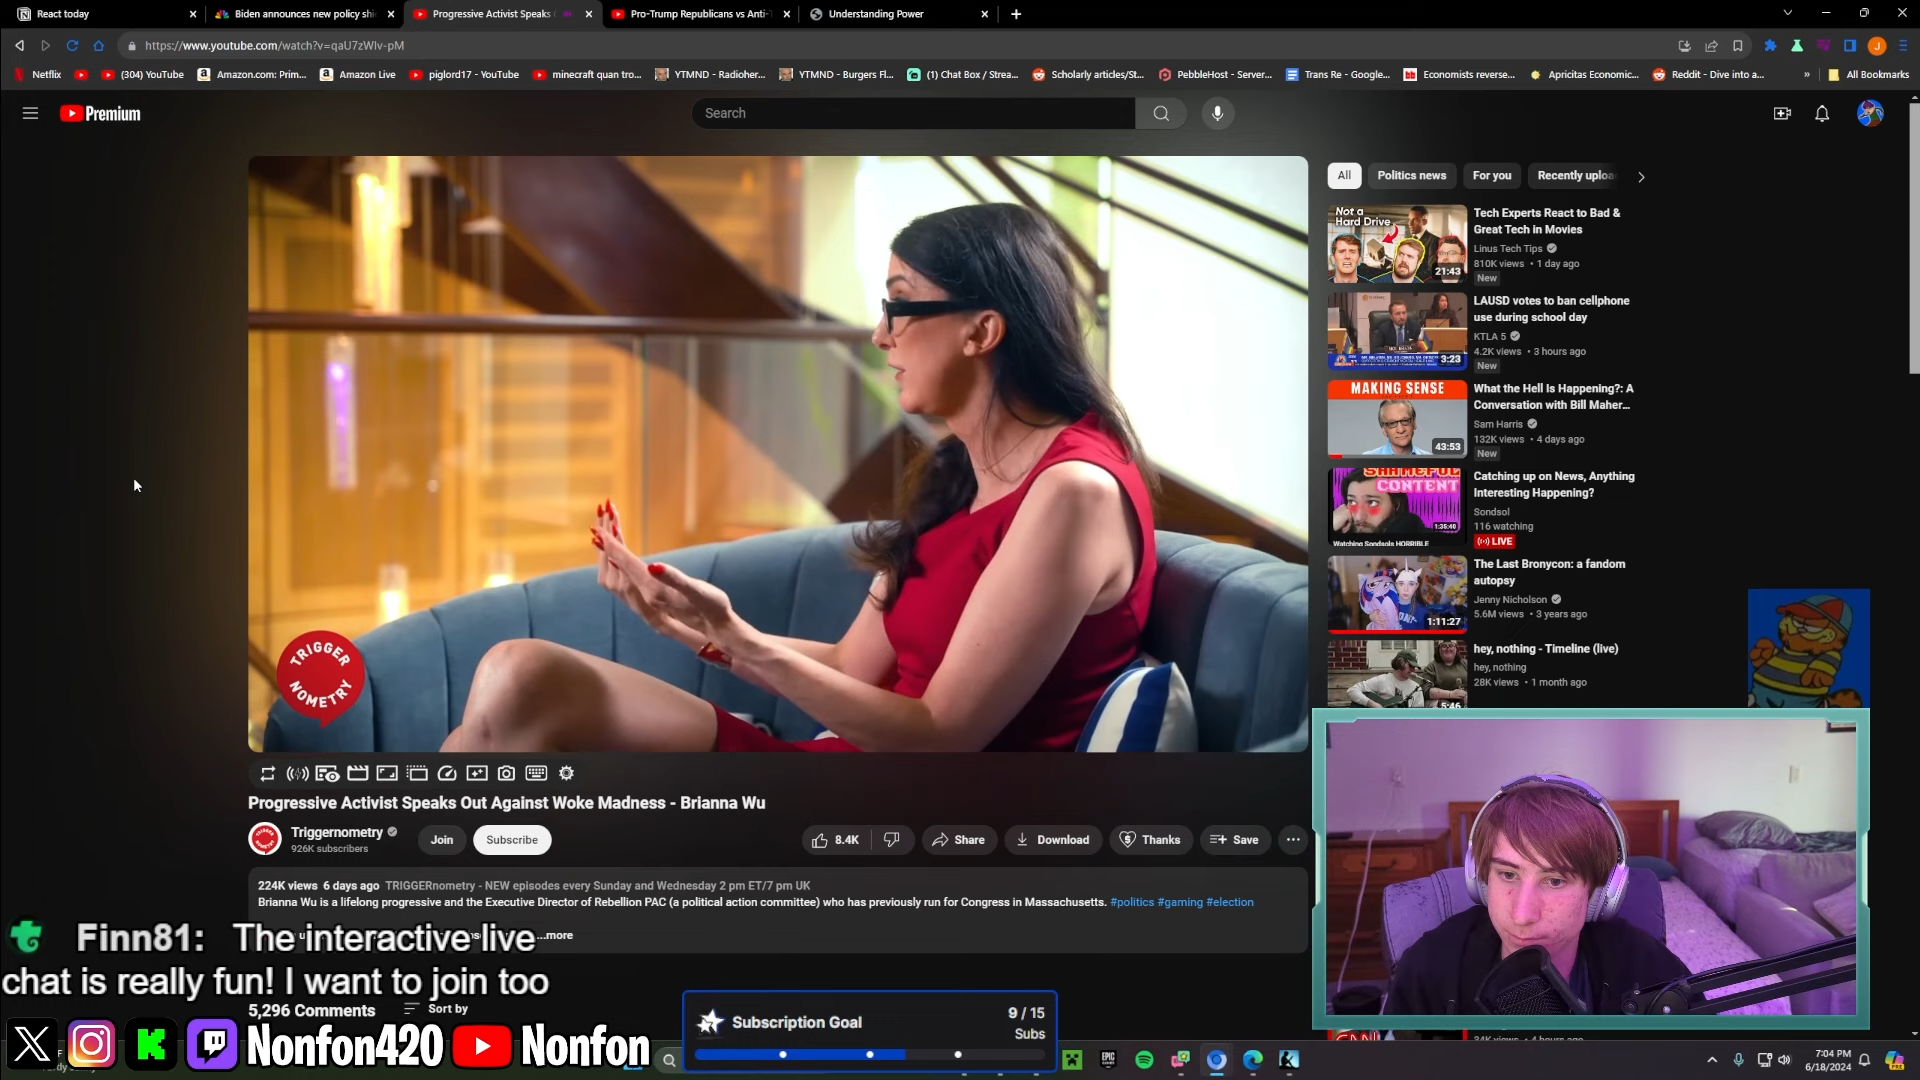 React today
Biden announces new policy shi
Progressive Activist Speaks
Pro-Trump Republicans vs Anti-
Understanding Power
https://www.youtube.com/watch?v=qaU7zWlv-pM
J
Netflix
(304) YouTube
Amazon.com: Prim...
Amazon Live
piglord17 - YouTube
minecraft quan tro...
YTMND - Radioher...
YTMND - Burgers Fl...
(1) Chat Box / Strea...
Scholarly articles/St...
PebbleHost - Server...
Trans Re - Google...
Economists reverse...
Apricitas Economic...
Reddit - Dive into a...
»
All Bookmarks
Premium
Search
All
Politics news
For you
Recently uploa
Not a
Hard Drive
21:43
Tech Experts React to Bad &
Great Tech in Movies
Linus Tech Tips
810K views • 1 day ago
New
3:23
LAUSD votes to ban cellphone
use during school day
KTLA 5
4.2K views • 3 hours ago
New
MAKING SENSE
43:53
What the Hell Is Happening?: A
Conversation with Bill Maher...
Sam Harris
132K views • 4 days ago
New
SHAMEFUL
CONTENT
1:35:40
Watching Sondsols HORRIBLE
Catching up on News, Anything
Interesting Happening?
Sondsol
116 watching
LIVE
1:11:27
The Last Bronycon: a fandom
autopsy
Jenny Nicholson
5.6M views • 3 years ago
5:46
hey, nothing - Timeline (live)
hey, nothing
28K views • 1 month ago
TRIGGER
NOMETRY
Progressive Activist Speaks Out Against Woke Madness - Brianna Wu
Triggernometry
926K subscribers
Join
Subscribe
8.4K
Share
Download
Thanks
Save
224K views 6 days ago TRIGGERnometry - NEW episodes every Sunday and Wednesday 2 pm ET/7 pm UK
Brianna Wu is a lifelong progressive and the Executive Director of Rebellion PAC (a political action committee) who has previously run for Congress in Massachusetts. #politics #gaming #election
...more
Finn81: The interactive live
chat is really fun! I want to join too
5,296 Comments
Sort by
Subscription Goal
9 / 15
Subs
Nonfon420
Nonfon
EPIC
7:04 PM
6/18/2024